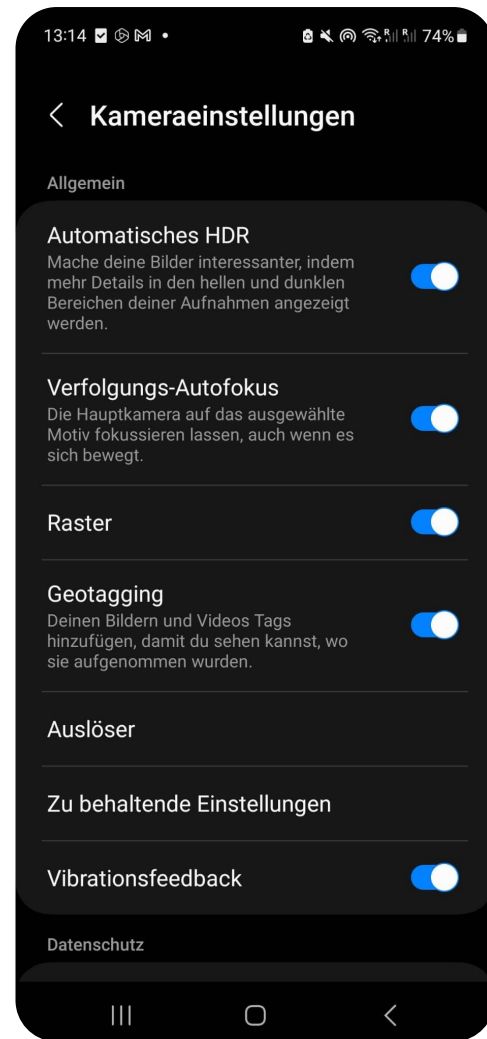 13:14
74%
Kameraeinstellungen
Allgemein
Automatisches HDR
Mache deine Bilder interessanter, indem
mehr Details in den hellen und dunklen
Bereichen deiner Aufnahmen angezeigt
werden.
Verfolgungs-Autofokus
Die Hauptkamera auf das ausgewählte
Motiv fokussieren lassen, auch wenn es
sich bewegt.
Raster
Geotagging
Deinen Bildern und Videos Tags
hinzufügen, damit du sehen kannst, wo
sie aufgenommen wurden.
Auslöser
Zu behaltende Einstellungen
Vibrationsfeedback
Datenschutz